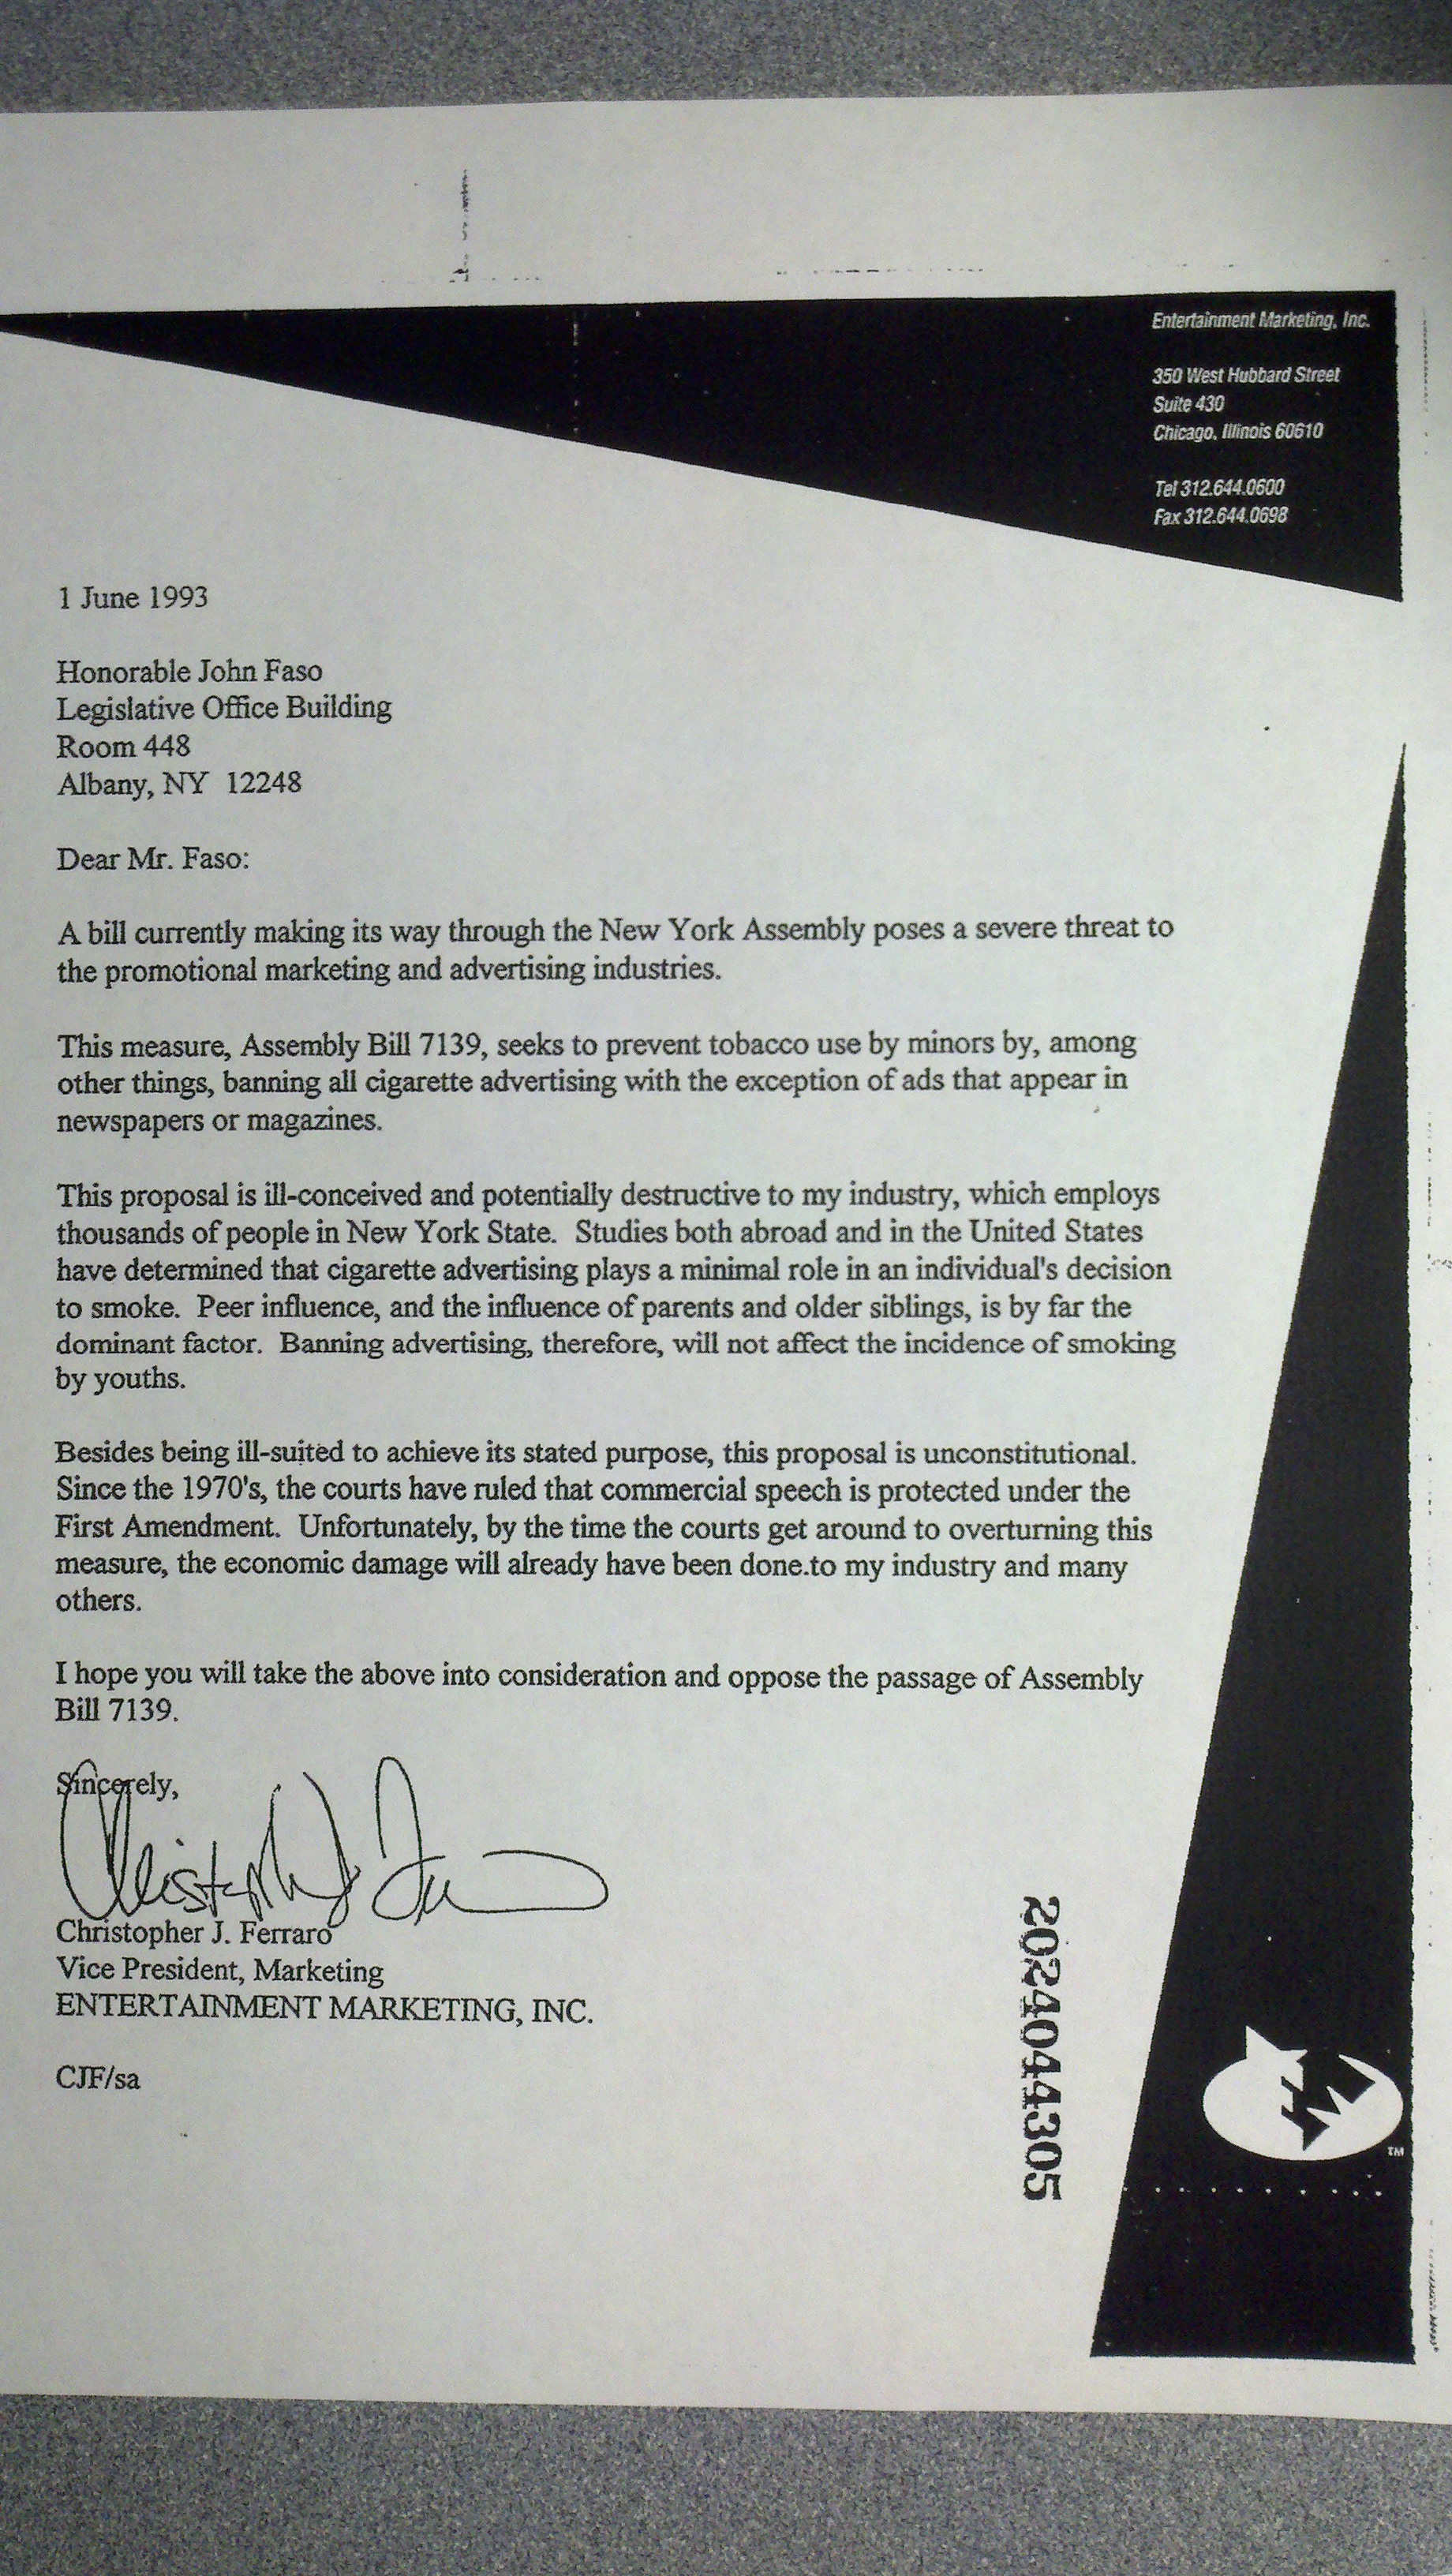 Entertainment Marketing, Inc.
350 West Hubbard Street
Suite 430
Chicago, Illinois 60610
Tel 312.644.0600
Fax 312.644.0698
1 June 1993
Honorable John Faso
Legislative Office Building
Room 448
Albany, NY 12248
Dear Mr. Faso:
A bill currently making its way through the New York Assembly poses a severe threat to
the promotional marketing and advertising industries.
This measure, Assembly Bill 7139, seeks to prevent tobacco use by minors by, among
other things, banning all cigarette advertising with the exception of ads that appear in
newspapers or magazines.
This proposal is ill-conceived and potentially destructive to my industry, which employs
thousands of people in New York State. Studies both abroad and in the United States
have determined that cigarette advertising plays a minimal role in an individual's decision
to smoke. Peer influence, and the influence of parents and older siblings, is by far the
dominant factor. Banning advertising, therefore, will not affect the incidence of smoking
by youths.
Besides being ill-suited to achieve its stated purpose, this proposal is unconstitutional.
Since the 1970's, the courts have ruled that commercial speech is protected under the
First Amendment. Unfortunately, by the time the courts get around to overturning this
measure, the economic damage will already have been done.to my industry and many
others.
I hope you will take the above into consideration and oppose the passage of Assembly
Bill 7139.
Sincerely,
Christopher J. Ferraro
Vice President, Marketing
ENTERTAINMENT MARKETING, INC.
CJF/sa
2024044305
EM
TM